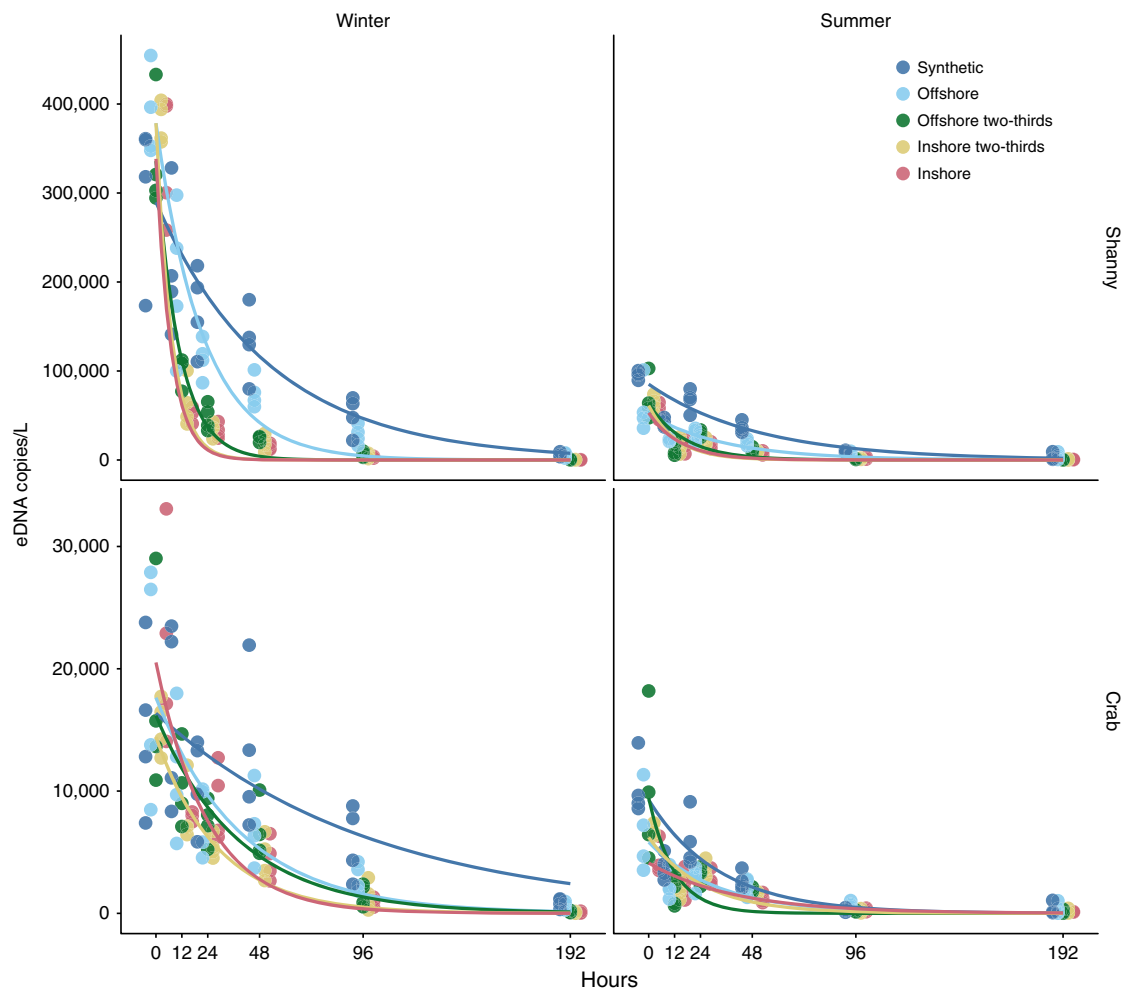 Winter
Summer
Synthetic
Offshore
Offshore two-thirds
Inshore two-thirds
Inshore
400,000
300,000
200,000
100,000
0
Shanny
eDNA copies/L
30,000
20,000
10,000
0
Crab
0 12 24 48 96 192
0 12 24 48 96 192
Hours